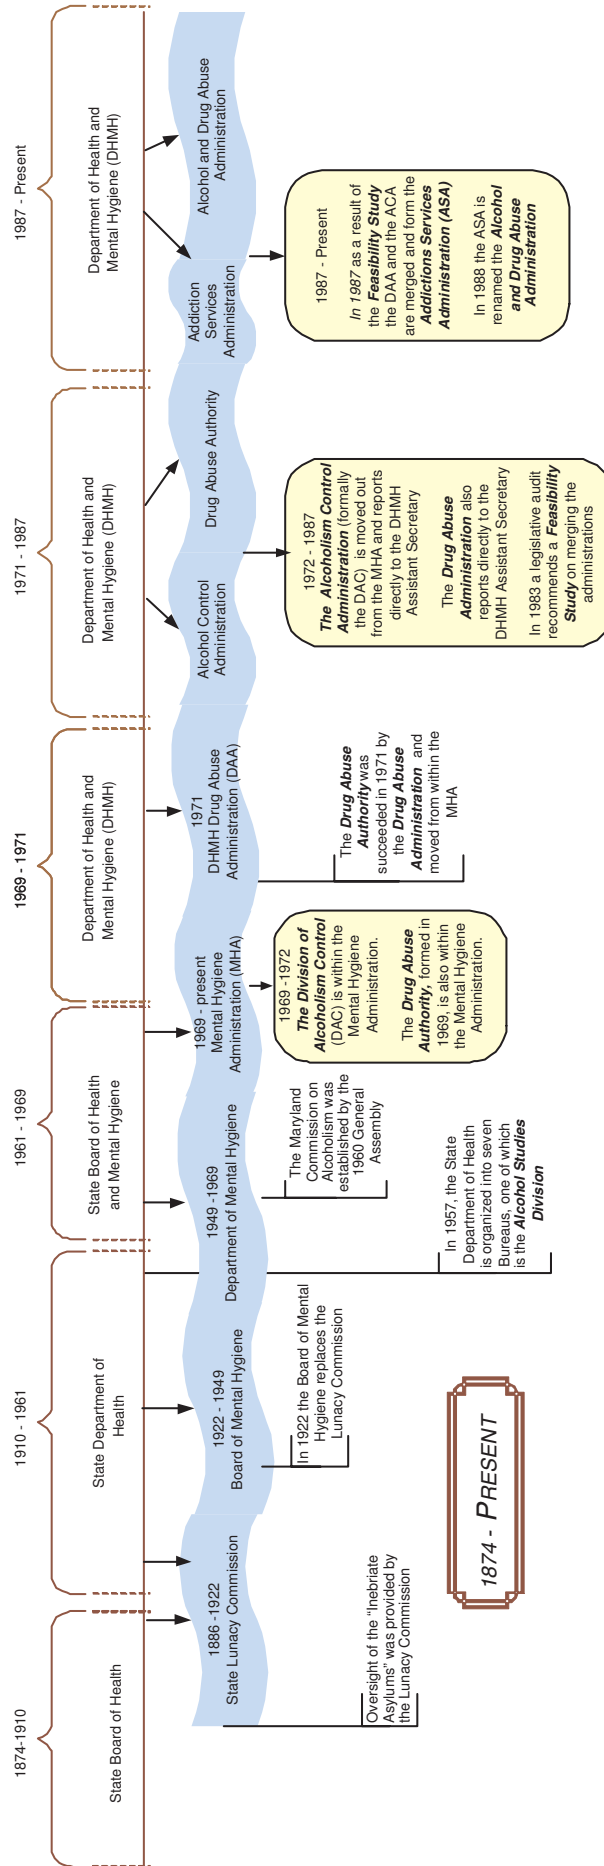 1874-1910
State Board of Health
1910 - 1961
State Department of
Health
1961 - 1969
State Board of Health
and Mental Hygiene
1969 - 1971
Department of Health and
Mental Hygiene (DHMH)
1971 - 1987
Department of Health and
Mental Hygiene (DHMH)
1987 - Present
Department of Health and
Mental Hygiene (DHMH)
1886 -1922
State Lunacy Commission
1922 - 1949
Board of Mental Hygiene
1949 -1969
Department of Mental Hygiene
1969 - present
Mental Hygiene
Administration (MHA)
1971
DHMH Drug Abuse
Administration (DAA)
Alcohol Control
Administration
Drug Abuse Authority
Addiction
Services
Administration
Alcohol and Drug Abuse
Administration
Oversight of the “Inebriate
Asylums” was provided by
the Lunacy Commission
In 1922 the Board of Mental
Hygiene replaces the
Lunacy Commission
In 1957, the State
Department of Health
is organized into seven
Bureaus, one of which
is the Alcohol Studies
Division
The Maryland
Commission on
Alcoholism was
established by the
1960 General
Assembly
1969 -1972
The Division of
Alcoholism Control
(DAC) is within the
Mental Hygiene
Administration.
The Drug Abuse
Authority, formed in
1969, is also within
the Mental Hygiene
Administration.
The Drug Abuse
Authority was
succeeded in 1971 by
the Drug Abuse
Administration and
moved from within the
MHA
1972 - 1987
The Alcoholism Control
Administration (formally
the DAC) is moved out
from the MHA and reports
directly to the DHMH
Assistant Secretary
The Drug Abuse
Administration also
reports directly to the
DHMH Assistant Secretary
In 1983 a legislative audit
recommends a Feasibility
Study on merging the
administrations
1987 - Present
In 1987 as a result of
the Feasibility Study
the DAA and the ACA
are merged and form the
Addictions Services
Administration (ASA)
In 1988 the ASA is
renamed the Alcohol
and Drug Abuse
Administration
1874 - PRESENT